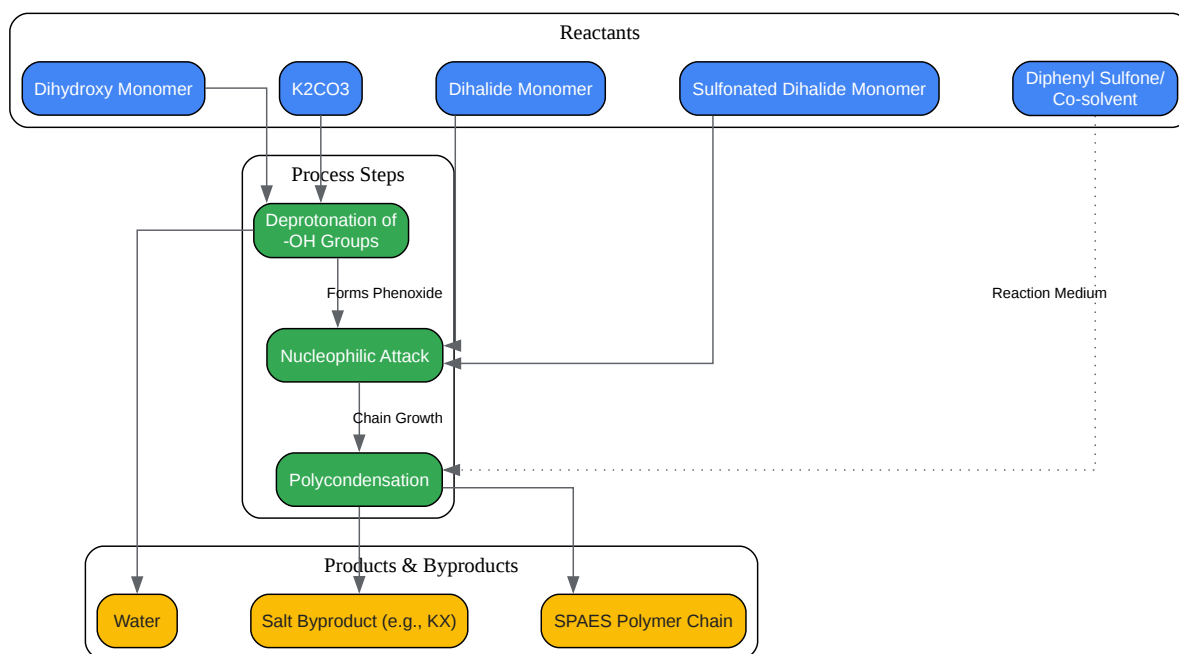 Reactants
Dihydroxy Monomer
K2CO3
Dihalide Monomer
Sulfonated Dihalide Monomer
Diphenyl Sulfone/
Co-solvent
Process Steps
Deprotonation of
-OH Groups
Forms Phenoxide
Reaction Medium
Nucleophilic Attack
Chain Growth
Polycondensation
Products & Byproducts
Water
Salt Byproduct (e.g., KX)
SPAES Polymer Chain